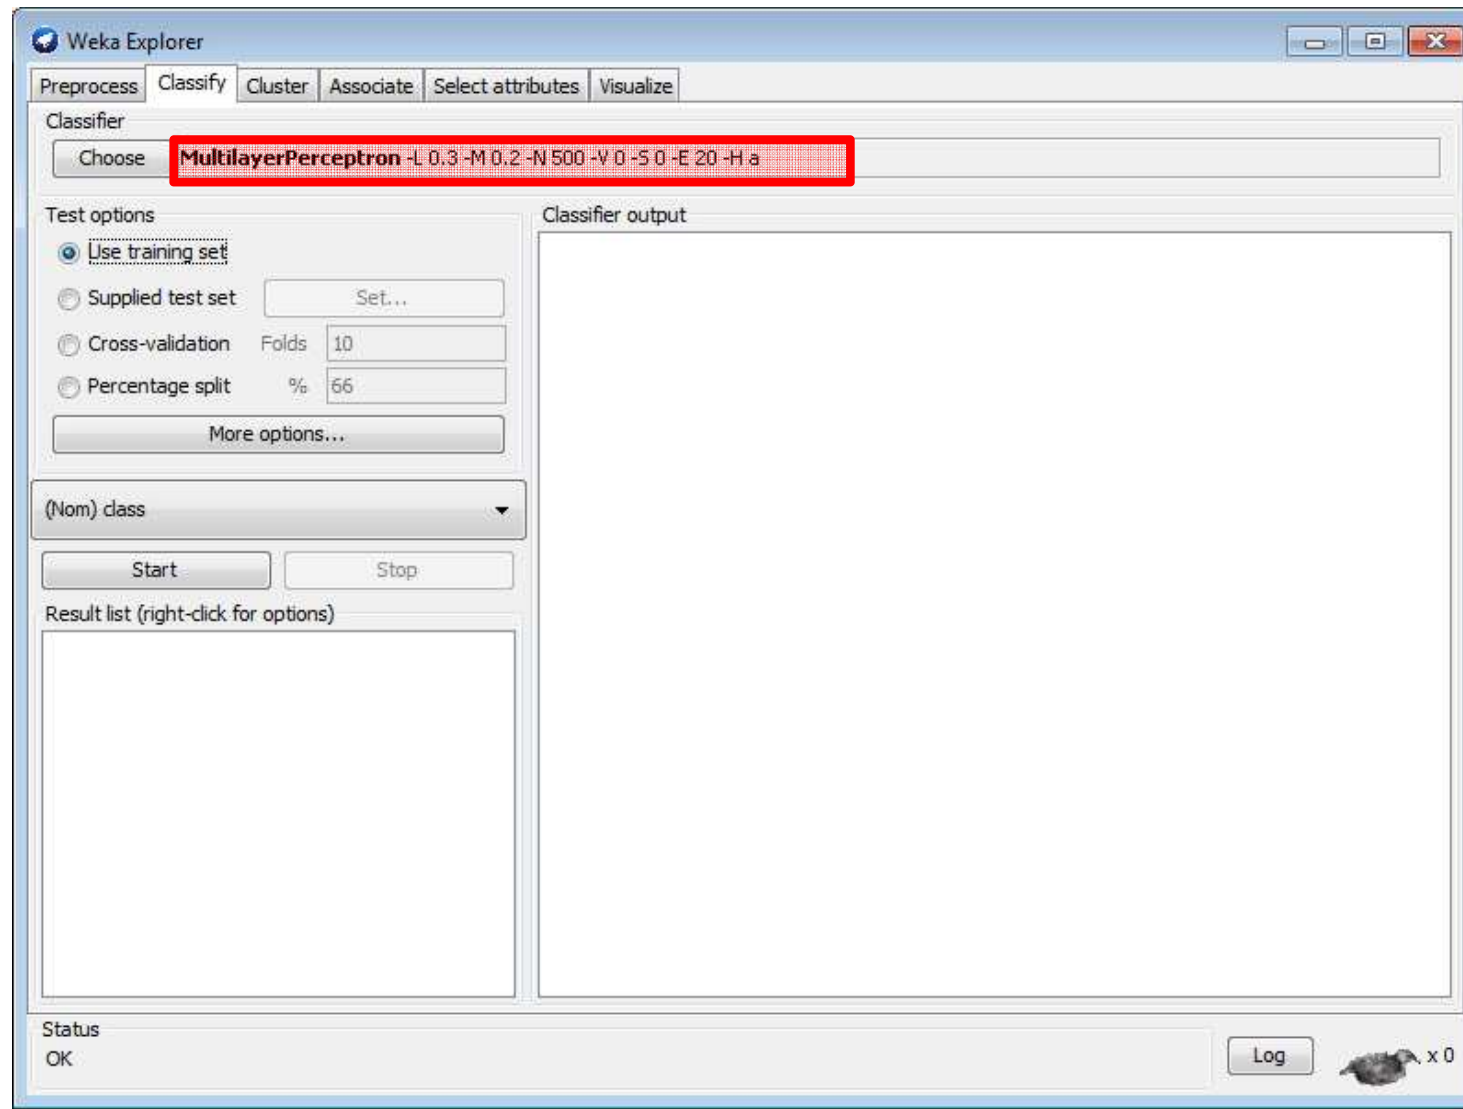 Weka Explorer
Preprocess Classify Cluster Associate Select attributes Visualize
Classifier
Choose MultilayerPerceptron -L 0.3 -M 0.2 -N 500 -V 0 -S 0 -E 20 -H a
Test options
Use training set
Supplied test set Set...
Cross-validation Folds 10
Percentage split % 66
More options...
(Nom) class
Start Stop
Result list (right-click for options)
Classifier output
Status
OK
Log x 0